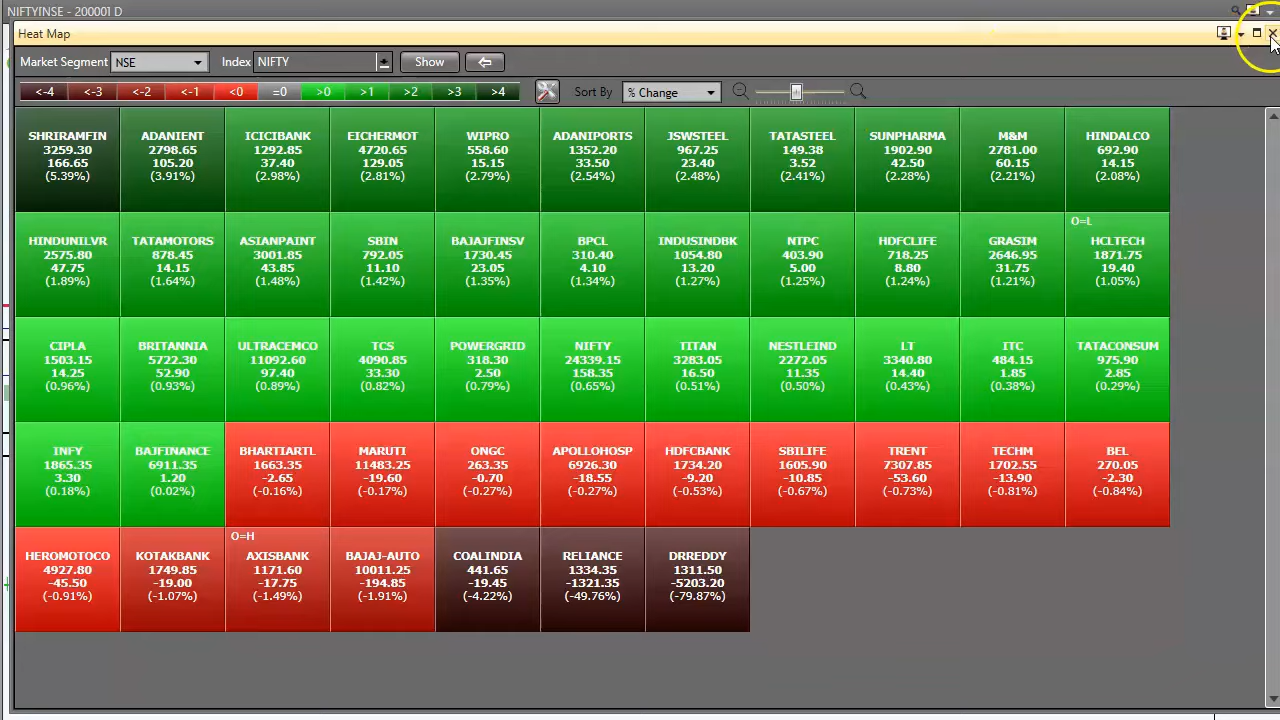 NIFTYINSE - 200001 D
Heat Map
Market Segment NSE Index NIFTY Show
<-4 <-3 <-2 <-1 <0 =0 >0 >1 >2 >3 >4 Sort By % Change
SHRIRAMFIN ADANIENT ICICIBANK EICHERMOT WIPRO ADANIPORTS JSWSTEEL TATASTEEL SUNPHARMA M&M HINDALCO
3259.30 2798.65 1292.85 4720.65 558.60 1352.20 967.25 149.38 1902.90 2781.00 692.90
166.65 105.20 37.40 129.05 15.15 33.50 23.40 3.52 42.50 60.15 14.15
(5.39%) (3.91%) (2.98%) (2.81%) (2.79%) (2.54%) (2.48%) (2.41%) (2.28%) (2.21%) (2.08%)
O=L
HINDUNILVR TATAMOTORS ASIANPAINT SBIN BAJAJFINSV BPCL INDUSINDBK NTPC HDFCLIFE GRASIM HCLTECH
2575.80 878.45 3001.85 792.05 1730.45 310.40 1054.80 403.90 718.25 2646.95 1871.75
47.75 14.15 43.85 11.10 23.05 4.10 13.20 5.00 8.80 31.75 19.40
(1.89%) (1.64%) (1.48%) (1.42%) (1.35%) (1.34%) (1.27%) (1.25%) (1.24%) (1.21%) (1.05%)
CIPLA BRITANNIA ULTRACEMCO TCS POWERGRID NIFTY TITAN NESTLEIND LT ITC TATACONSUM
1503.15 5722.30 11092.60 4090.85 318.30 24339.15 3283.05 2272.05 3340.80 484.15 975.90
14.25 52.90 97.40 33.30 2.50 158.35 16.50 11.35 14.40 1.85 2.85
(0.96%) (0.93%) (0.89%) (0.82%) (0.79%) (0.65%) (0.51%) (0.50%) (0.43%) (0.38%) (0.29%)
INFY BAJFINANCE BHARTIARTL MARUTI ONGC APOLLOHOSP HDFCBANK SBILIFE TRENT TECHM BEL
1865.35 6911.35 1663.35 11483.25 263.35 6926.30 1734.20 1605.90 7307.85 1702.55 270.05
3.30 1.20 -2.65 -19.60 -0.70 -18.55 -9.20 -10.85 -53.60 -13.90 -2.30
(0.18%) (0.02%) (-0.16%) (-0.17%) (-0.27%) (-0.27%) (-0.53%) (-0.67%) (-0.73%) (-0.81%) (-0.84%)
O=H
HEROMOTOCO KOTAKBANK AXISBANK BAJAJ-AUTO COALINDIA RELIANCE DRREDDY
4927.80 1749.85 1171.60 10011.25 441.65 1334.35 1311.50
-45.50 -19.00 -17.75 -194.85 -19.45 -1321.35 -5203.20
(-0.91%) (-1.07%) (-1.49%) (-1.91%) (-4.22%) (-49.76%) (-79.87%)